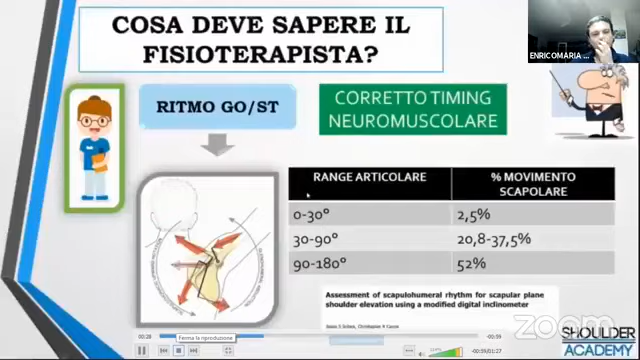 COSA DEVE SAPERE IL
FISIOTERAPISTA?
ENRICOMARIA
RITMO GO/ST
CORRETTO TIMING
NEUROMUSCOLARE
RANGE ARTICOLARE
% MOVIMENTO
SCAPOLARE
0-30°
2,5%
30-90°
20,8-37,5%
90-180°
52%
Assessment of scapulohumeral rhythm for scapular plane
shoulder elevation using a modified digital inclinometer
zoom
SHOULDER
ACADEMY
00:28
Ferma la riproduzione
00:59